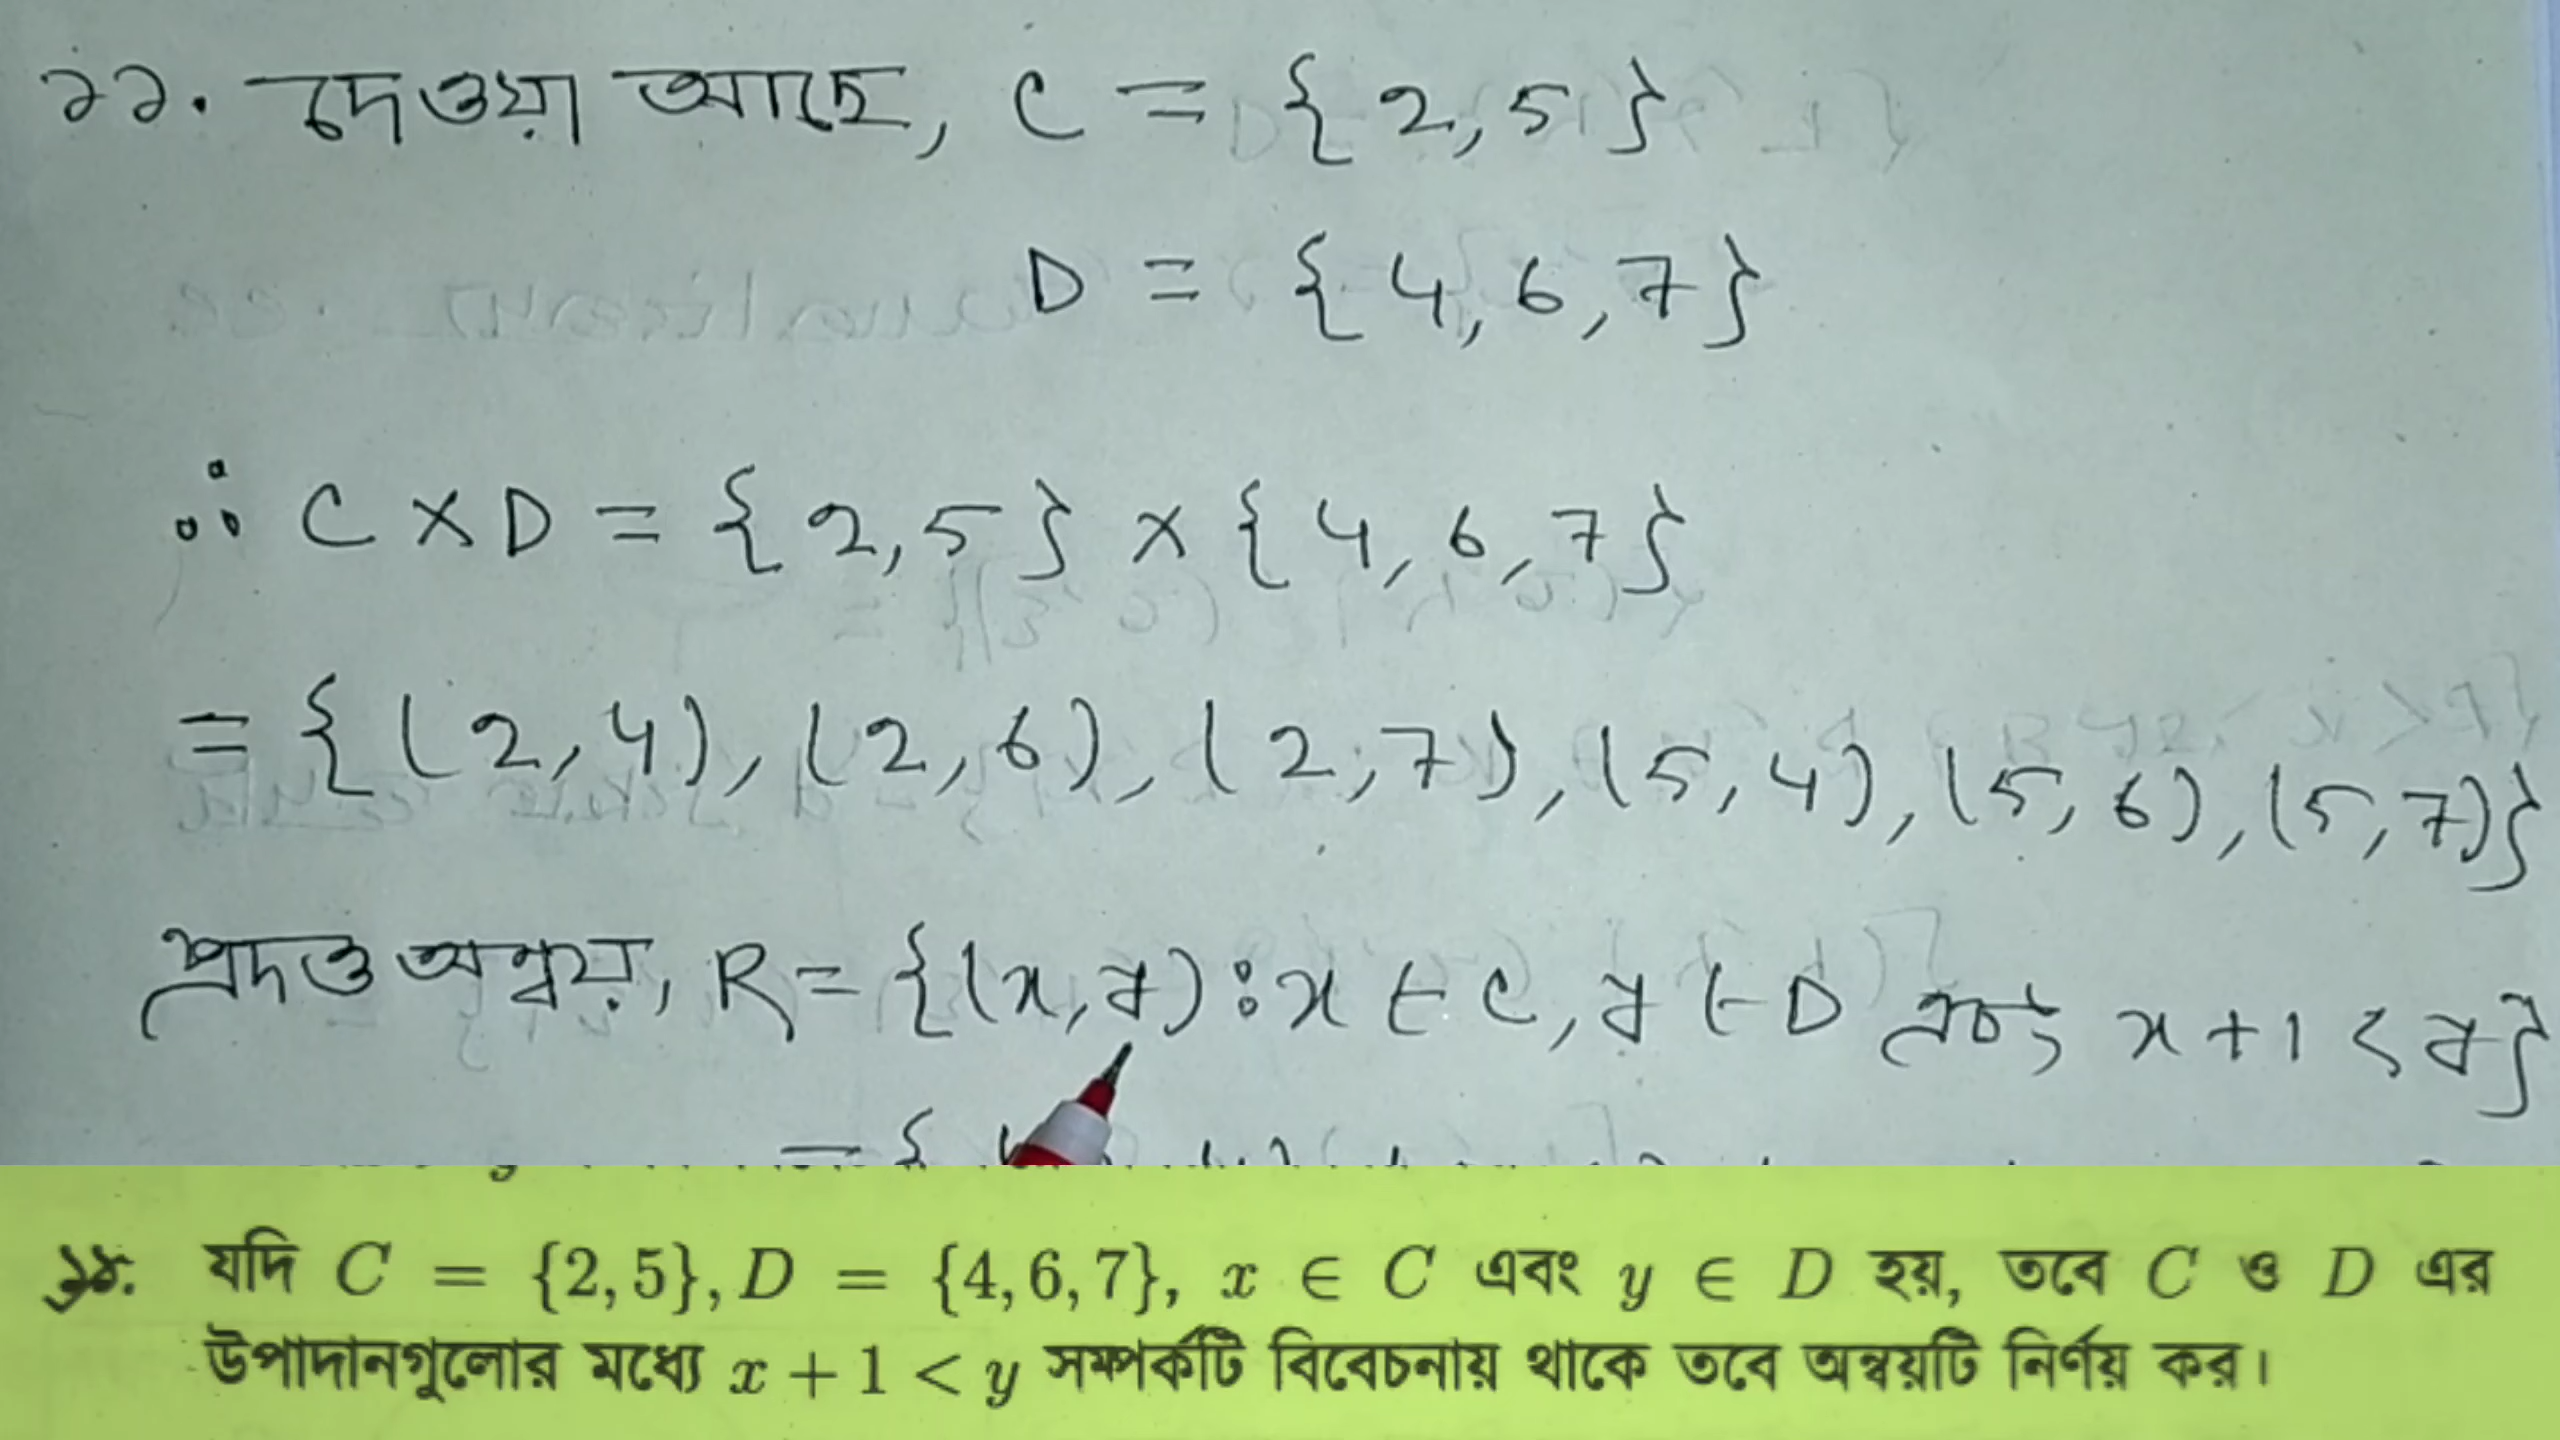 ১১. দেওয়া আছে, C = {2,5}
D = {4,6,7}
∴ C×D = {2,5} × {4,6,7}
= {(2,4), (2,6), (2,7), (5,4), (5,6), (5,7)}
প্রদত্ত অন্বয়, R = {(x,y) : x ∈ C, y ∈ D এবং x+1 < y}
= {
যদি C = {2, 5}, D = {4, 6, 7}, x ∈ C এবং y ∈ D হয়, তবে C ও D এর
উপাদানগুলোর মধ্যে x + 1 < y সম্পর্কটি বিবেচনায় থাকে তবে অন্বয়টি নির্ণয় কর।